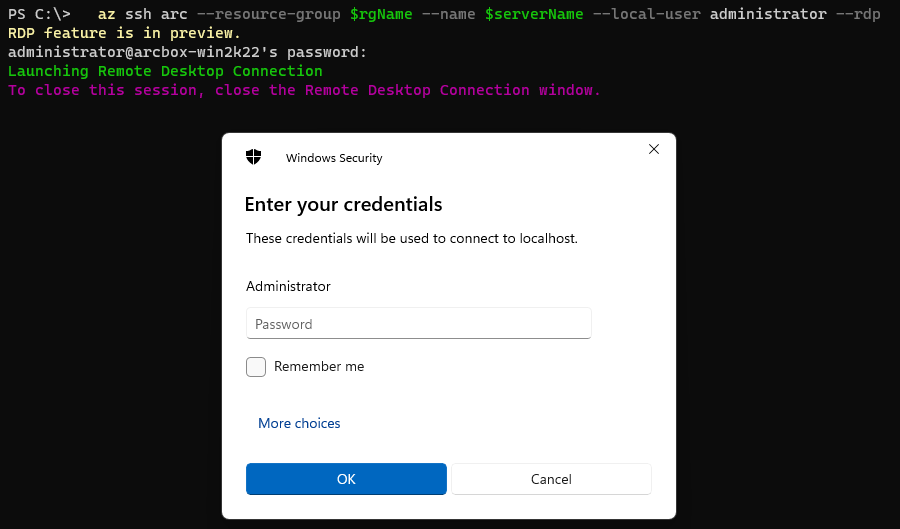 PS C:\>   az ssh arc --resource-group $rgName --name $serverName --local-user administrator --rdp
RDP feature is in preview.
administrator@arcbox-win2k22's password:
Launching Remote Desktop Connection
To close this session, close the Remote Desktop Connection window.
Windows Security
Enter your credentials
These credentials will be used to connect to localhost.
Administrator
Password
Remember me
More choices
OK
Cancel